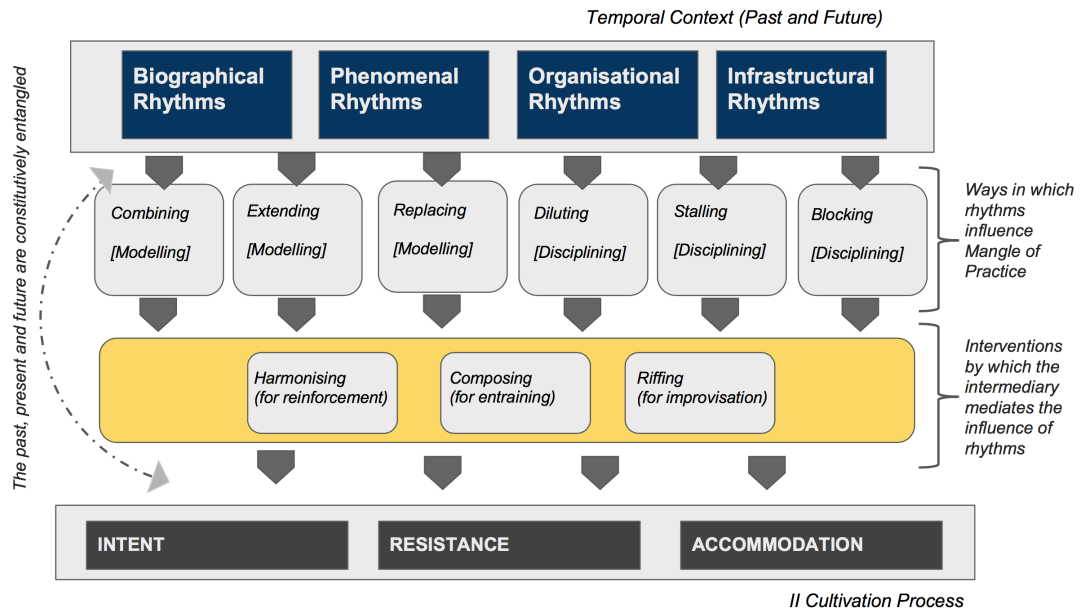 Temporal Context (Past and Future)
The past, present and future are constitutively entangled
Biographical
Rhythms
Phenomenal
Rhythms
Organisational
Rhythms
Infrastructural
Rhythms
Combining
[Modelling]
Extending
[Modelling]
Replacing
[Modelling]
Diluting
[Disciplining]
Stalling
[Disciplining]
Blocking
[Disciplining]
Ways in which
rhythms
influence
Mangle of
Practice
Harmonising
(for reinforcement)
Composing
(for entraining)
Riffing
(for improvisation)
Interventions
by which the
intermediary
mediates the
influence of
rhythms
INTENT
RESISTANCE
ACCOMMODATION
II Cultivation Process